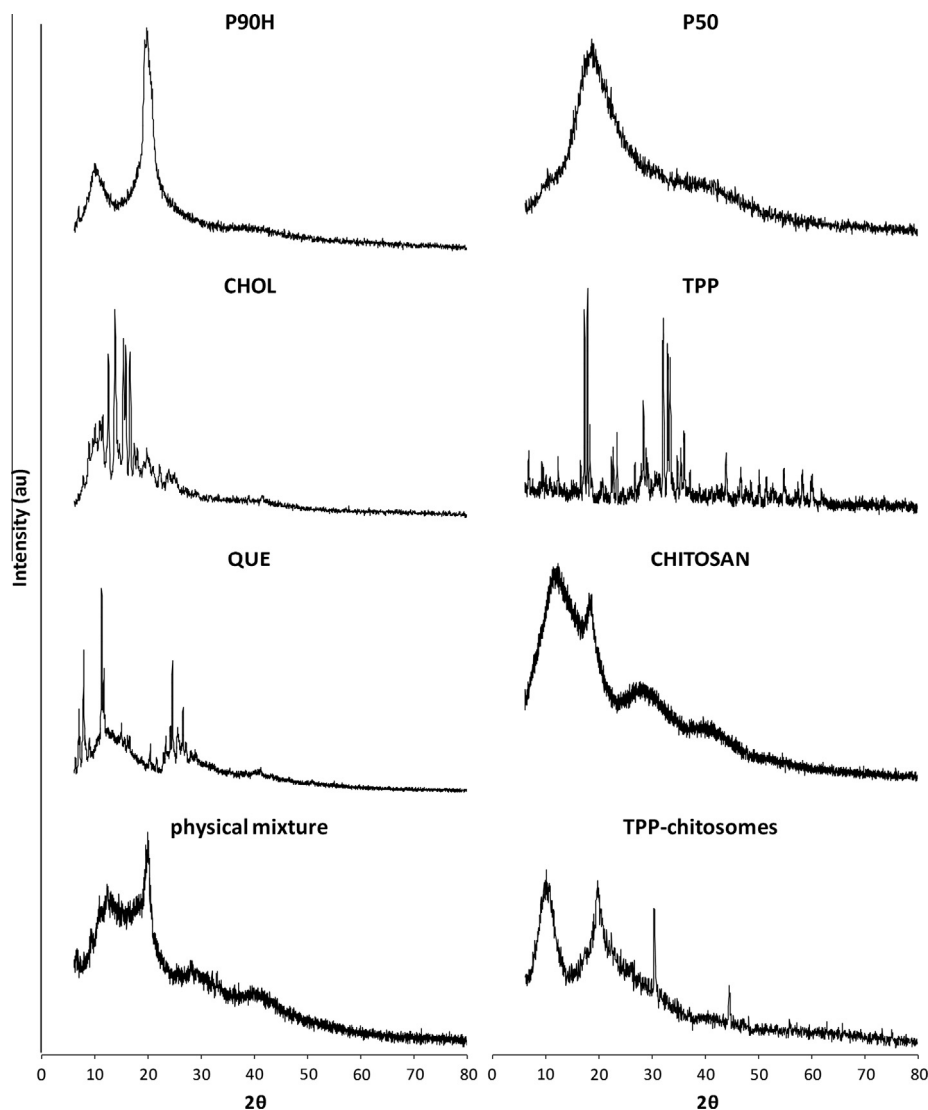 P90H
P50
CHOL
TPP
QUE
CHITOSAN
physical mixture
TPP-chitosomes
Intensity (au)
0 10 20 30 40 50 60 70 80
10 20 30 40 50 60 70 80
2θ
2θ